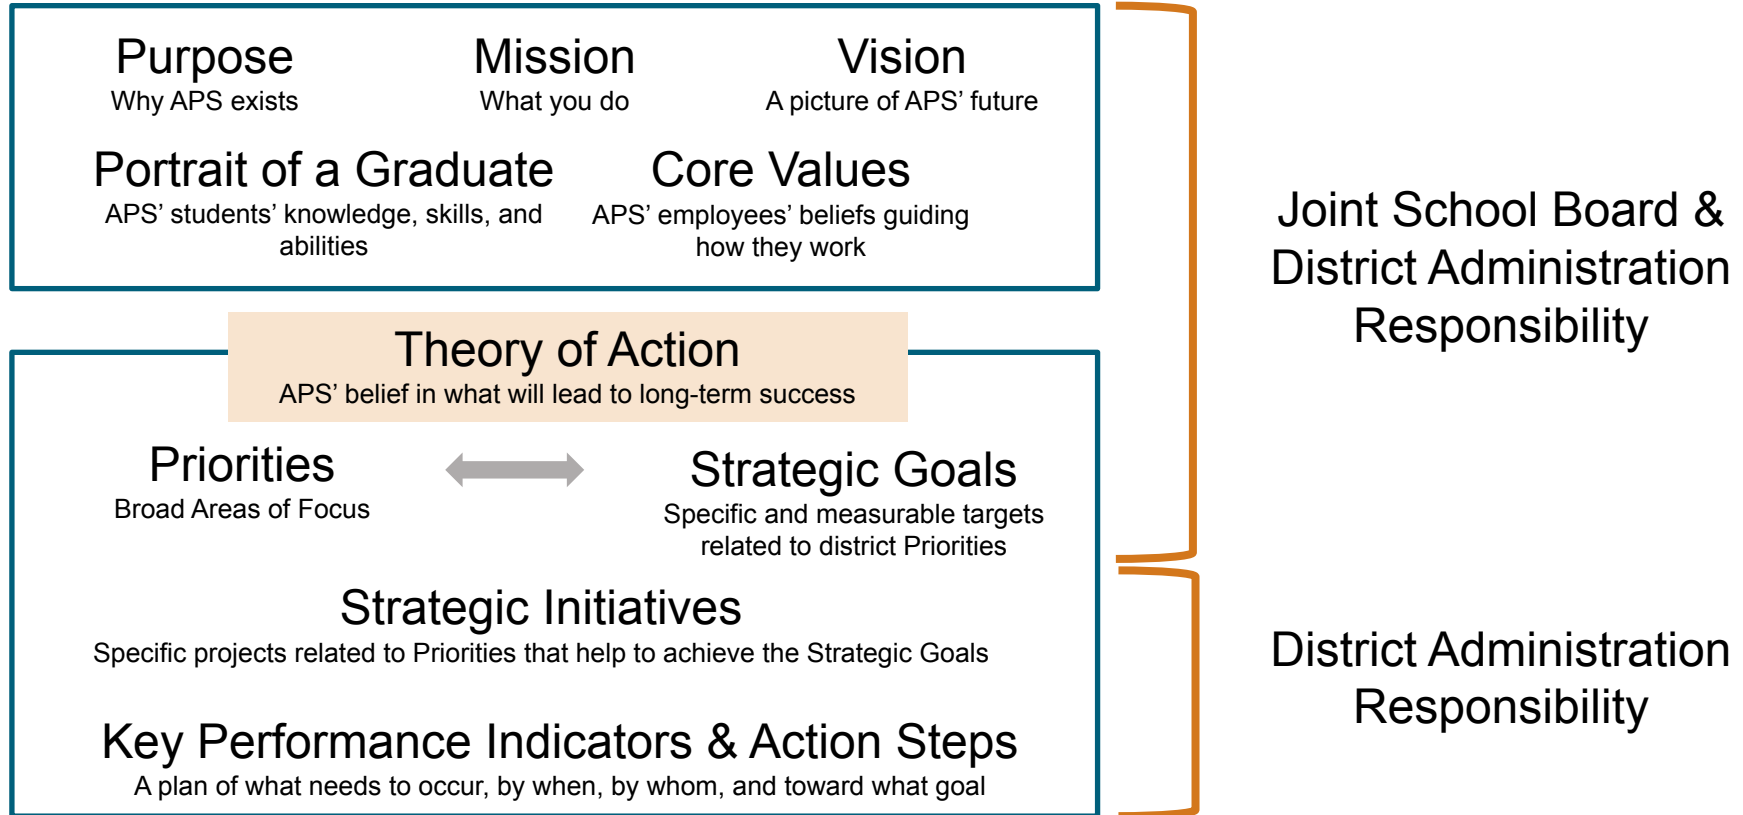 Purpose
Why APS exists
Mission
What you do
Vision
A picture of APS’ future
Portrait of a Graduate
APS’ students’ knowledge, skills, and
abilities
Core Values
APS’ employees’ beliefs guiding
how they work
Theory of Action
APS’ belief in what will lead to long-term success
Priorities
Broad Areas of Focus
Strategic Goals
Specific and measurable targets
related to district Priorities
Strategic Initiatives
Specific projects related to Priorities that help to achieve the Strategic Goals
Key Performance Indicators & Action Steps
A plan of what needs to occur, by when, by whom, and toward what goal
Joint School Board &
District Administration
Responsibility
District Administration
Responsibility